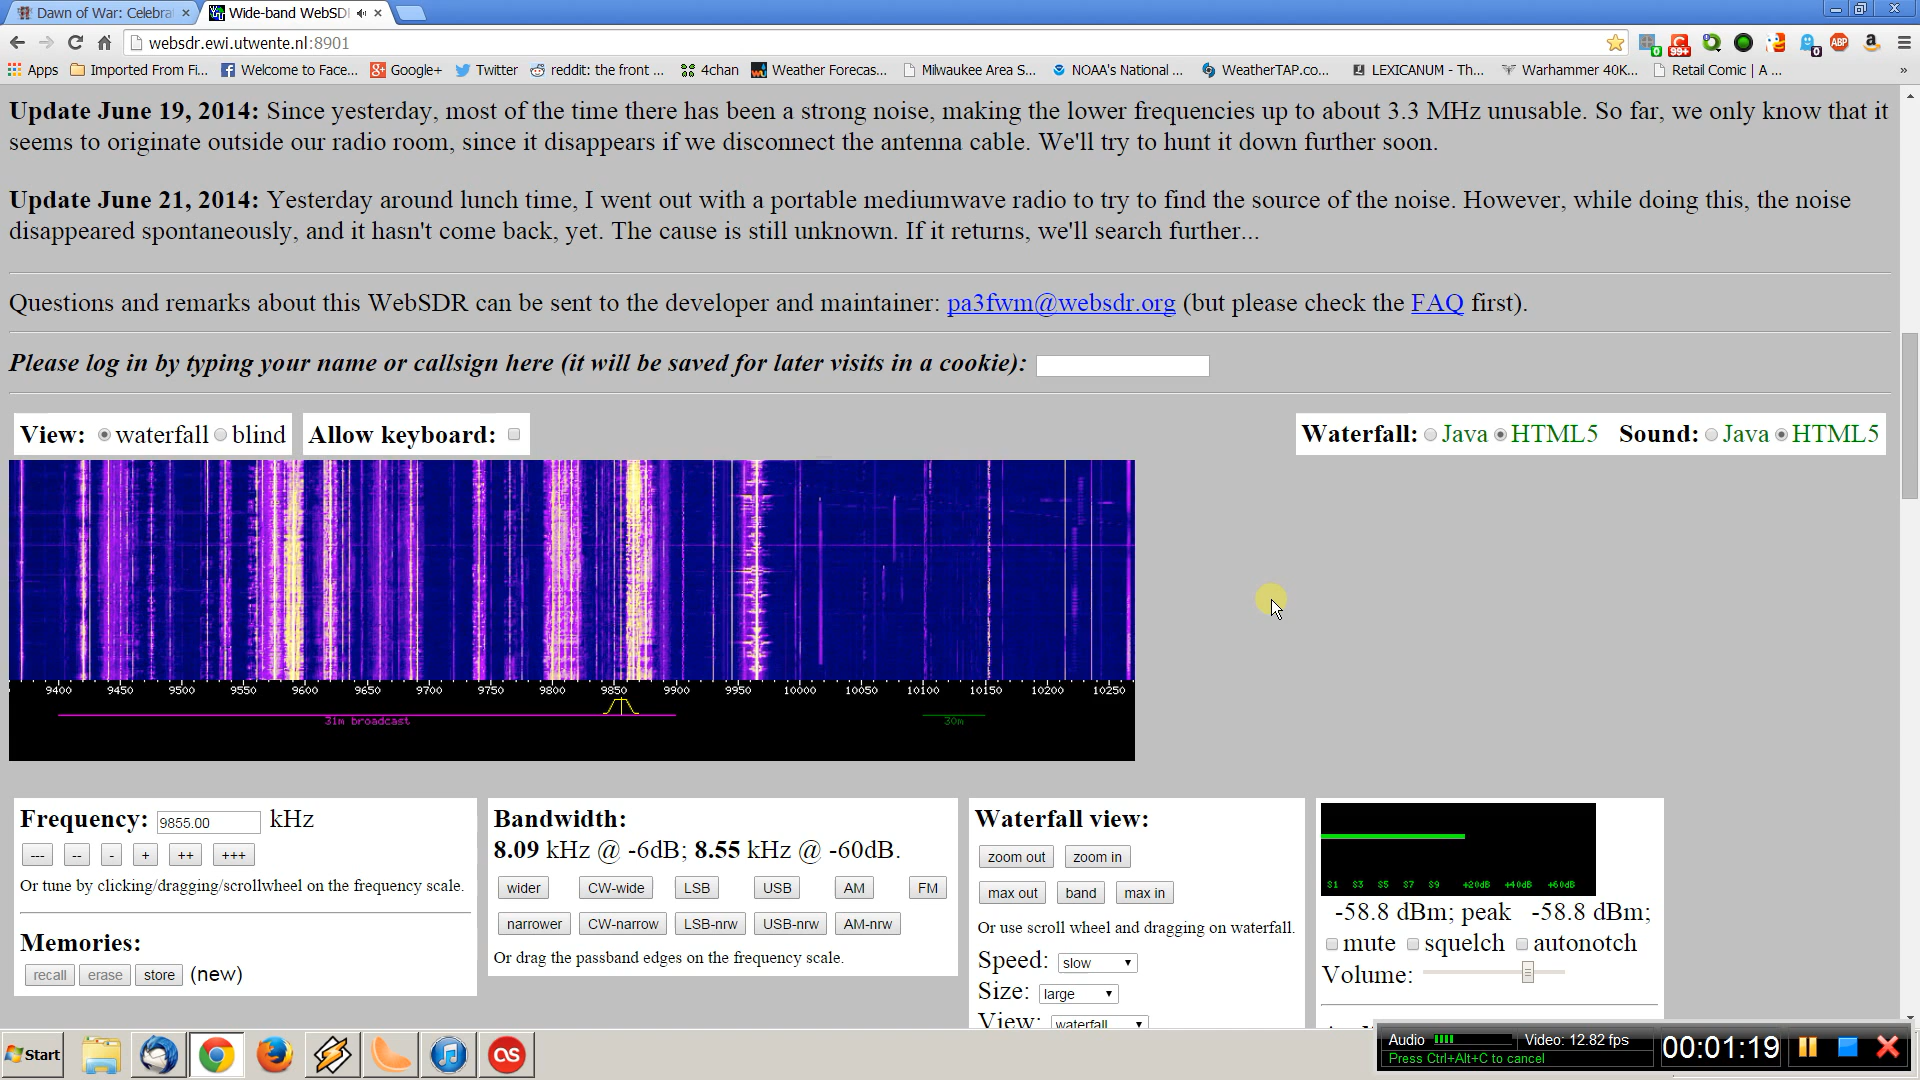 Dawn of War: Celebra
Wide-band WebSD
websdr.ewi.utwente.nl:8901
Apps
Imported From Fi...
Welcome to Face...
Google+
Twitter
reddit: the front ...
4chan
Weather Forecas...
Milwaukee Area S...
NOAA's National ...
WeatherTAP.co...
LEXICANUM - Th...
Warhammer 40K...
Retail Comic | A ...
»
0
99+
0
ABP
Update June 19, 2014: Since yesterday, most of the time there has been a strong noise, making the lower frequencies up to about 3.3 MHz unusable. So far, we only know that it
seems to originate outside our radio room, since it disappears if we disconnect the antenna cable. We'll try to hunt it down further soon.
Update June 21, 2014: Yesterday around lunch time, I went out with a portable mediumwave radio to try to find the source of the noise. However, while doing this, the noise
disappeared spontaneously, and it hasn't come back, yet. The cause is still unknown. If it returns, we'll search further...
Questions and remarks about this WebSDR can be sent to the developer and maintainer: pa3fwm@websdr.org (but please check the FAQ first).
Please log in by typing your name or callsign here (it will be saved for later visits in a cookie):
View: waterfall blind
Allow keyboard:
Waterfall: Java HTML5 Sound: Java HTML5
9400 9450 9500 9550 9600 9650 9700 9750 9800 9850 9900 9950 10000 10050 10100 10150 10200 10250
31m broadcast
30m
Frequency: 9855.00 kHz
--- -- - + ++ +++
Or tune by clicking/dragging/scrollwheel on the frequency scale.
Memories:
recall erase store (new)
Bandwidth:
8.09 kHz @ -6dB; 8.55 kHz @ -60dB.
wider CW-wide LSB USB AM FM
narrower CW-narrow LSB-nrw USB-nrw AM-nrw
Or drag the passband edges on the frequency scale.
Waterfall view:
zoom out zoom in
max out band max in
Or use scroll wheel and dragging on waterfall.
Speed: slow
Size: large
View: waterfall
S1 S3 S5 S7 S9 +20dB +40dB +60dB
-58.8 dBm; peak -58.8 dBm;
mute squelch autonotch
Volume:
Start
Audio
Video: 12.82 fps
Press Ctrl+Alt+C to cancel
00:01:19